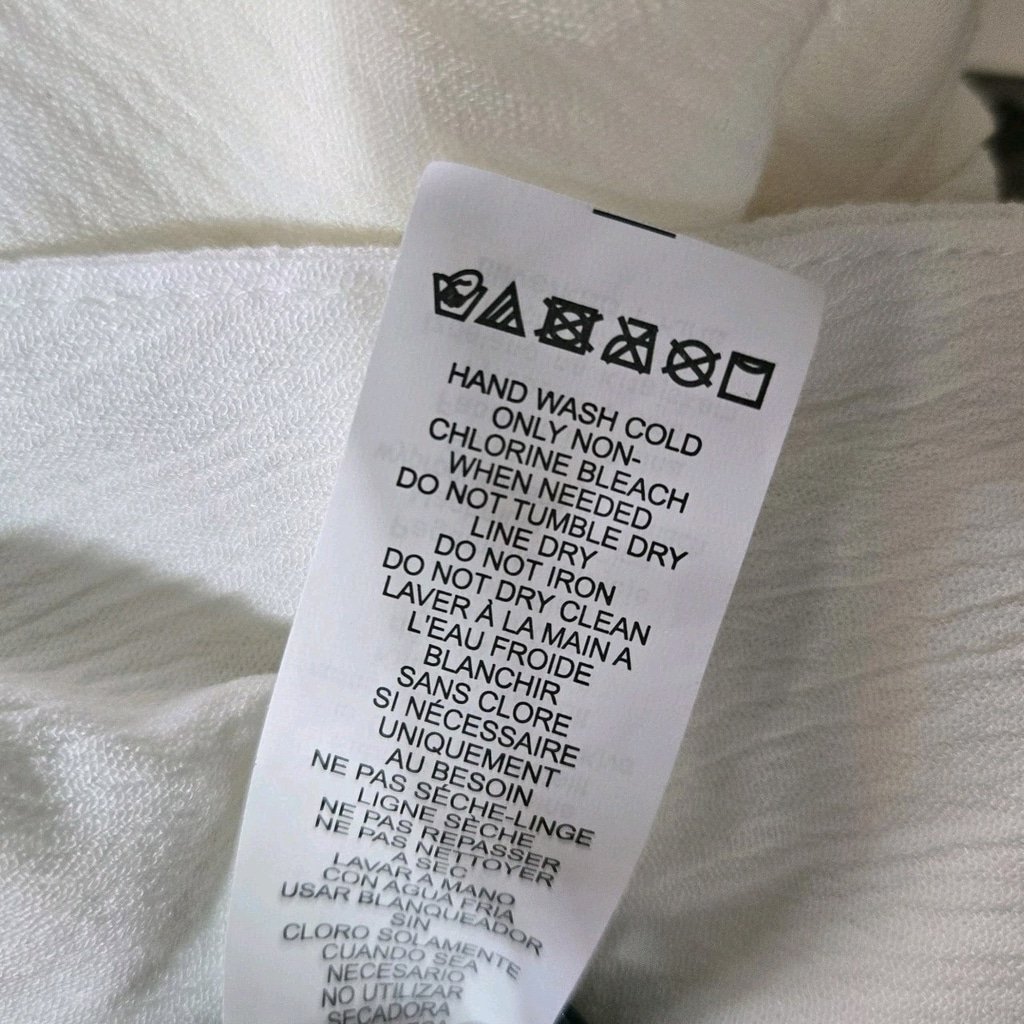 HAND WASH COLD
ONLY NON-
CHLORINE BLEACH
WHEN NEEDED
DO NOT TUMBLE DRY
LINE DRY
DO NOT IRON
DO NOT DRY CLEAN
LAVER À LA MAIN A
L'EAU FROIDE
BLANCHIR
SANS CLORE
SI NÉCESSAIRE
UNIQUEMENT
AU BESOIN
NE PAS SÉCHE-LINGE
LIGNE SÈCHE
NE PAS REPASSER
NE PAS NETTOYER
A SEC
LAVAR A MANO
CON AGUA FRIA
USAR BLANQUEADOR
SIN
CLORO SOLAMENTE
CUANDO SEA
NECESARIO
NO UTILIZAR
SECADORA